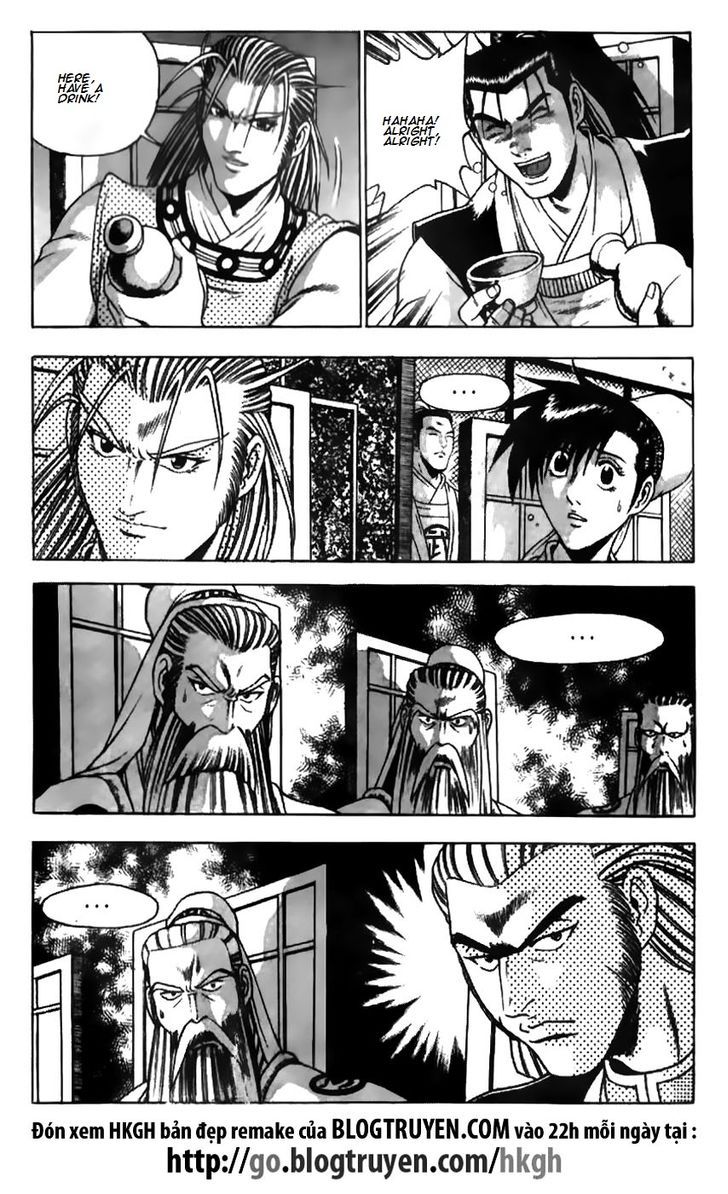 HERE,
HAVE A
DRINK!
HAHAHA!
ALRIGHT,
ALRIGHT!
...
...
...
Đón xem HKGH bản đẹp remake của BLOGTRUYEN.COM vào 22h mỗi ngày tại :
http://go.blogtruyen.com/hkgh